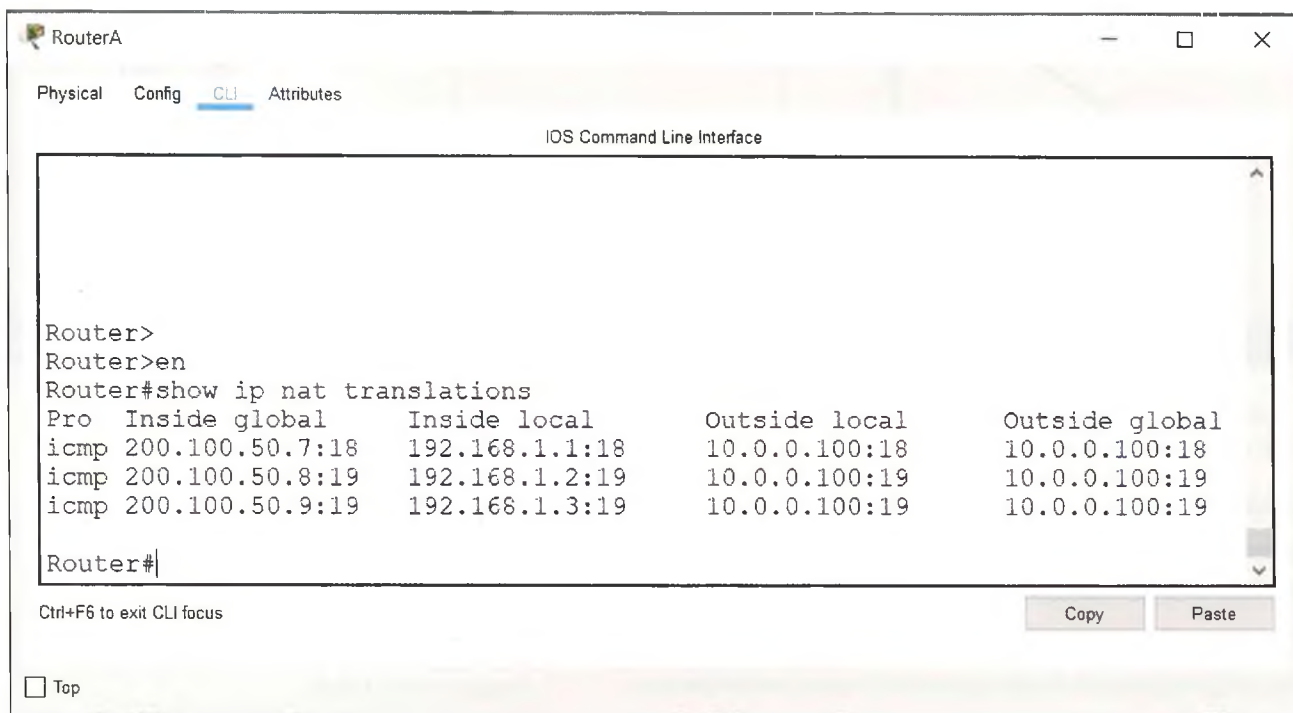 RouterA
Physical Config CLI Attributes
IOS Command Line Interface
Router>
Router>en
Router#show ip nat translations
Pro Inside global Inside local Outside local Outside global
icmp 200.100.50.7:18 192.168.1.1:18 10.0.0.100:18 10.0.0.100:18
icmp 200.100.50.8:19 192.168.1.2:19 10.0.0.100:19 10.0.0.100:19
icmp 200.100.50.9:19 192.168.1.3:19 10.0.0.100:19 10.0.0.100:19
Router#
Ctrl+F6 to exit CLI focus
Copy Paste
Top